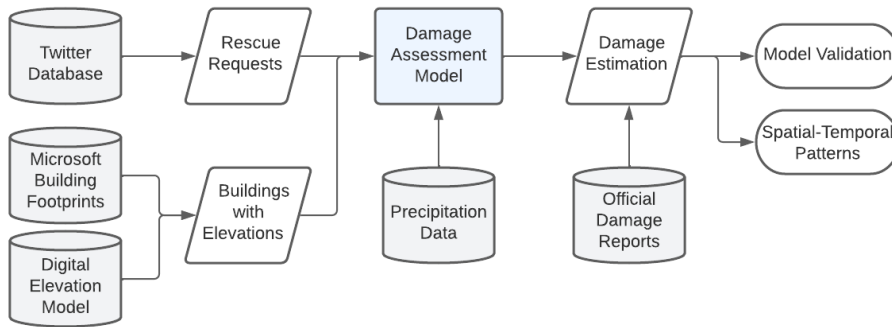 Twitter
Database
Rescue
Requests
Damage
Assessment
Model
Damage
Estimation
Model Validation
Spatial-Temporal
Patterns
Microsoft
Building
Footprints
Buildings
with
Elevations
Precipitation
Data
Official
Damage
Reports
Digital
Elevation
Model